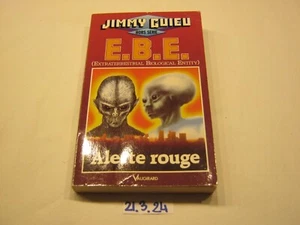 JIMMY GUIEU
HORS SERIE
E.B.E.
(EXTRATERRESTRIAL BIOLOGICAL ENTITY)
Alerte rouge
VAUGIRARD
21.3.24